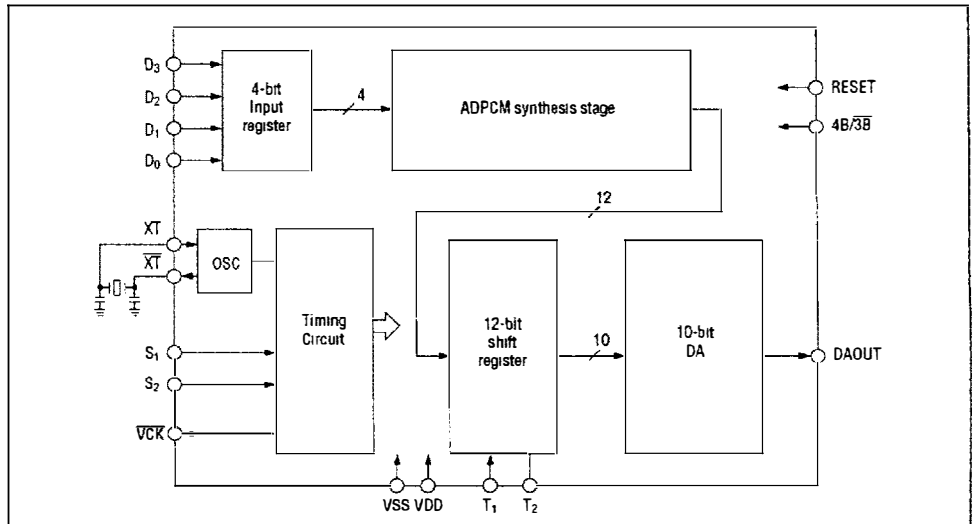 D3
D2
D1
D0
4-bit
Input
register
4
ADPCM synthesis stage
RESET
4B/3B
12
XT
XT
OSC
Timing
Circuit
S1
S2
VCK
12-bit
shift
register
10
10-bit
DA
DAOUT
VSS VDD T1 T2